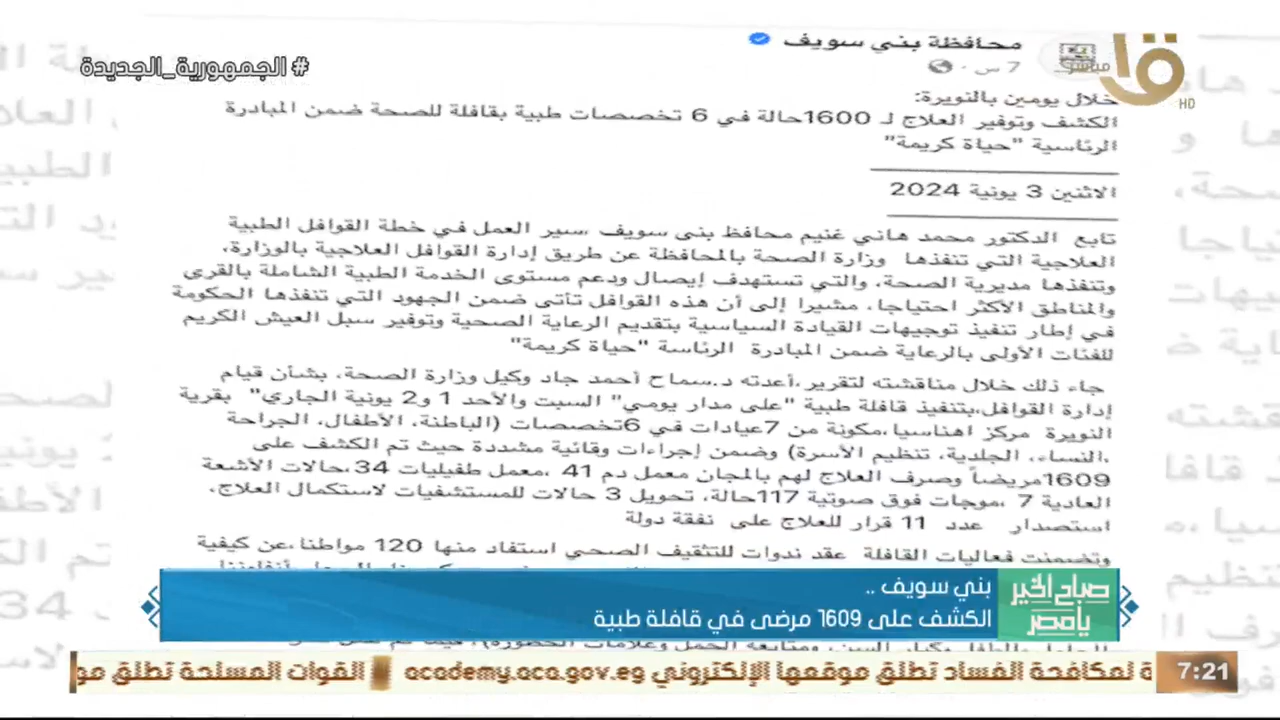 #الجمهورية_الجديدة
محافظة بني سويف
7 س
مباشر
HD
خلال يومين بالنويرة:
الكشف وتوفير العلاج لـ 1600حالة في 6 تخصصات طبية بقافلة للصحة ضمن المبادرة
الرئاسية "حياة كريمة"
الاثنين 3 يونية 2024
تابع الدكتور محمد هاني غنيم محافظ بنى سويف ،سير العمل في خطة القوافل الطبية
العلاجية التي تنفذها وزارة الصحة بالمحافظة عن طريق إدارة القوافل العلاجية بالوزارة،
وتنفذها مديرية الصحة، والتي تستهدف إيصال ودعم مستوى الخدمة الطبية الشاملة بالقرى
والمناطق الأكثر احتياجا، مشيرا إلى أن هذه القوافل تأتى ضمن الجهود التي تنفذها الحكومة
في إطار تنفيذ توجيهات القيادة السياسية بتقديم الرعاية الصحية وتوفير سبل العيش الكريم
للفئات الأولى بالرعاية ضمن المبادرة الرئاسة "حياة كريمة"
جاء ذلك خلال مناقشته لتقرير،أعدته د.سماح أحمد جاد وكيل وزارة الصحة، بشأن قيام
إدارة القوافل،بتنفيذ قافلة طبية "على مدار يومي" السبت والأحد 1 و2 يونية الجاري" بقرية
النويرة مركز اهناسيا،مكونة من 7عيادات في 6تخصصات (الباطنة، الأطفال، الجراحة
،النساء، الجلدية، تنظيم الأسرة) وضمن إجراءات وقائية مشددة حيث تم الكشف على
1609مريضاً وصرف العلاج لهم بالمجان معمل دم 41 ،معمل طفيليات 34،حالات الأشعة
العادية 7 ،موجات فوق صوتية 117حالة، تحويل 3 حالات للمستشفيات لاستكمال العلاج،
استصدار عدد 11 قرار للعلاج على نفقة دولة
وتضمنت فعاليات القافلة عقد ندوات للتثقيف الصحي استفاد منها 120 مواطنا،عن كيفية
صباح الخير
يا مصر
بني سويف ..
الكشف على 1609 مرضى في قافلة طبية
7:21
ة لمكافحة الفساد تطلق موقعها الإلكتروني academy.aca.gov.eg القوات المسلحة تطلق مو